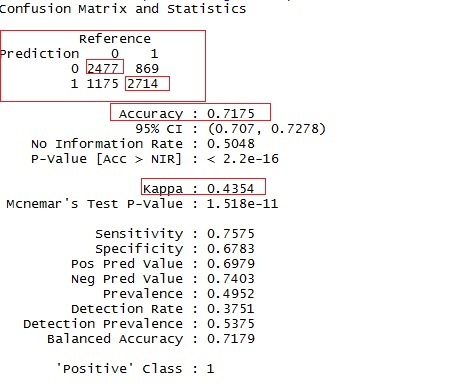 Confusion Matrix and Statistics
Reference
Prediction 0 1
0 2477 869
1 1175 2714
Accuracy : 0.7175
95% CI : (0.707, 0.7278)
No Information Rate : 0.5048
P-Value [Acc > NIR] : < 2.2e-16
Kappa : 0.4354
Mcnemar's Test P-Value : 1.518e-11
Sensitivity : 0.7575
Specificity : 0.6783
Pos Pred Value : 0.6979
Neg Pred Value : 0.7403
Prevalence : 0.4952
Detection Rate : 0.3751
Detection Prevalence : 0.5375
Balanced Accuracy : 0.7179
'Positive' Class : 1